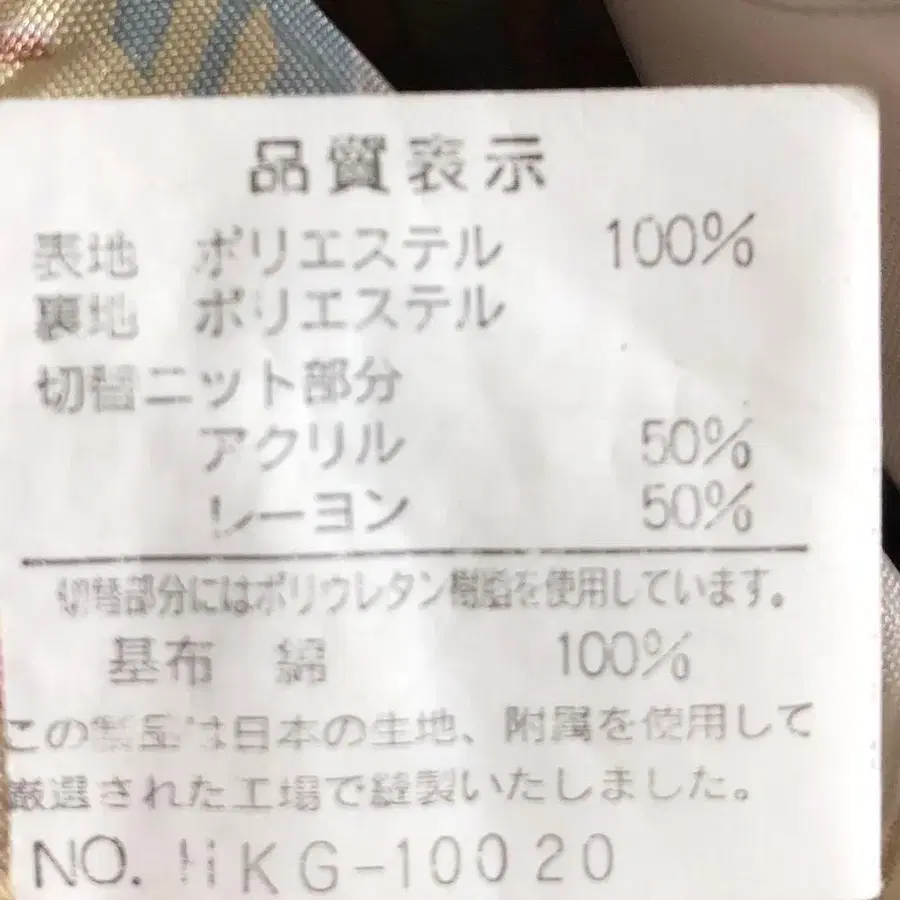 品質表示
表地 ポリエステル 100%
裏地 ポリエステル
切替ニット部分
アクリル 50%
レーヨン 50%
切替部分にはポリウレタン樹脂を使用しています。
基布 綿 100%
この製品は日本の生地、附属を使用して
厳選された工場で縫製いたしました。
NO. HKG-10020